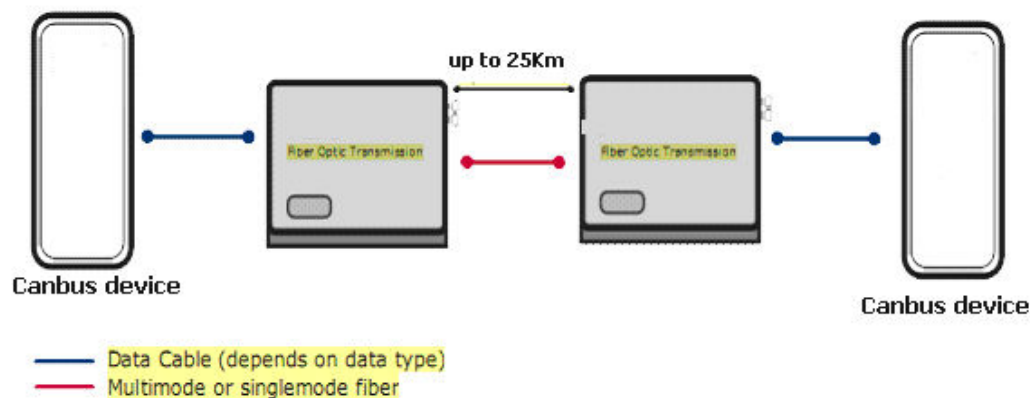 up to 25Km
Fiber Optic Transmission
Fiber Optic Transmission
Canbus device
Canbus device
Data Cable (depends on data type)
Multimode or singlemode fiber